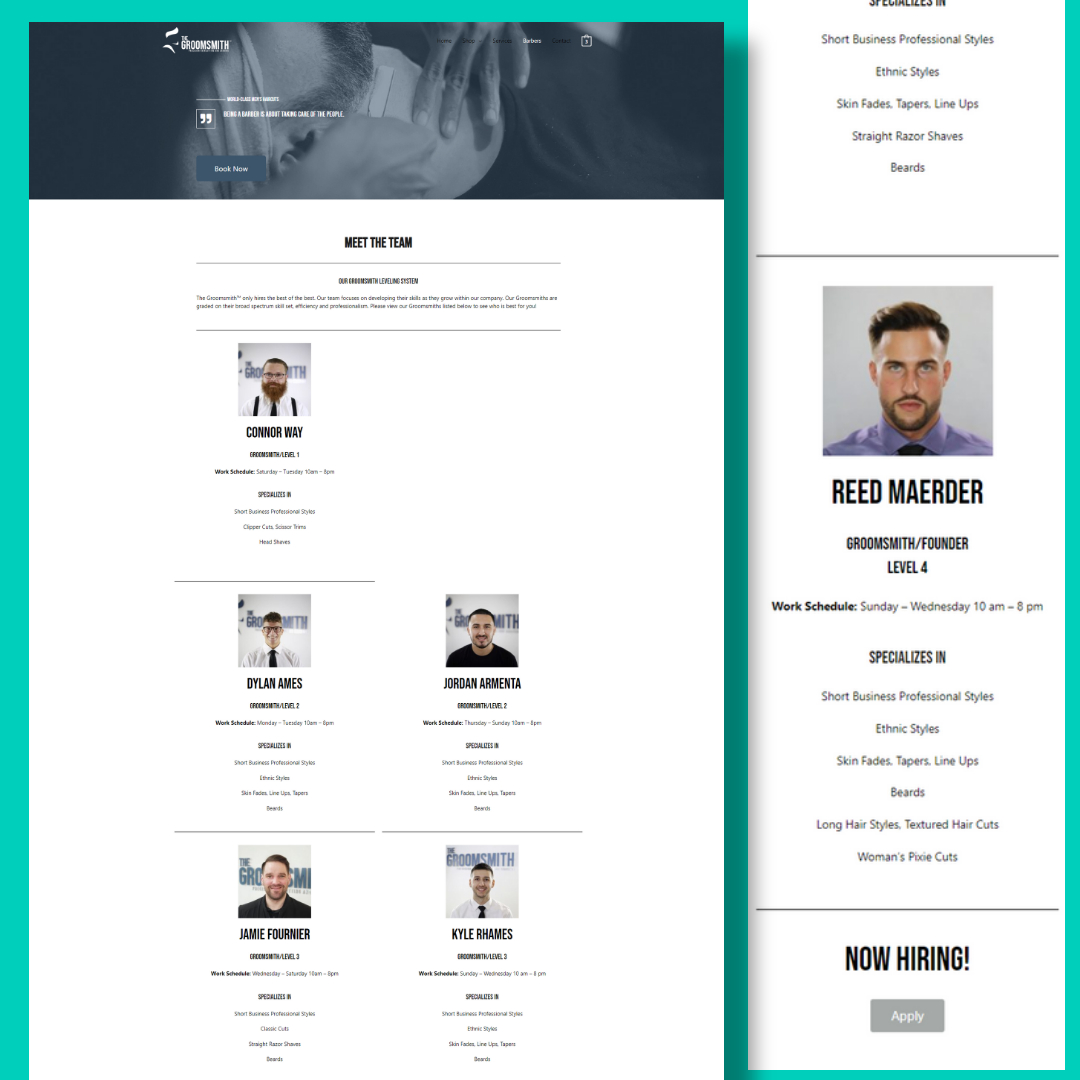 THE
GROOMSMITH
Home
Shop
Services
Barbers
Contact
3
WORLD-CLASS MEN'S HAIRCUTS
BEING A BARBER IS ABOUT TAKING CARE OF THE PEOPLE.
Book Now
MEET THE TEAM
OUR GROOMSMITH LEVELING SYSTEM
The Groomsmith™ only hires the best of the best. Our team focuses on developing their skills as they grow within our company. Our Groomsmiths are
graded on their broad spectrum skill set, efficiency and professionalism. Please view our Groomsmiths listed below to see who is best for you!
CONNOR WAY
GROOMSMITH/LEVEL 1
Work Schedule: Saturday – Tuesday 10am – 8pm
SPECIALIZES IN
Short Business Professional Styles
Clipper Cuts, Scissor Trims
Head Shaves
DYLAN AMES
GROOMSMITH/LEVEL 2
Work Schedule: Monday – Tuesday 10am – 8pm
SPECIALIZES IN
Short Business Professional Styles
Ethnic Styles
Skin Fades, Line Ups, Tapers
Beards
JORDAN ARMENTA
GROOMSMITH/LEVEL 2
Work Schedule: Thursday – Sunday 10am – 8pm
SPECIALIZES IN
Short Business Professional Styles
Ethnic Styles
Skin Fades, Line Ups, Tapers
Beards
THE
GROOMSMITH
JAMIE FOURNIER
GROOMSMITH/LEVEL 3
Work Schedule: Wednesday – Saturday 10am – 8pm
SPECIALIZES IN
Short Business Professional Styles
Classic Cuts
Straight Razor Shaves
Beards
KYLE RHAMES
GROOMSMITH/LEVEL 3
Work Schedule: Sunday – Wednesday 10 am – 8 pm
SPECIALIZES IN
Short Business Professional Styles
Ethnic Styles
Skin Fades, Line Ups, Tapers
Beards
SPECIALIZES IN
Short Business Professional Styles
Ethnic Styles
Skin Fades, Tapers, Line Ups
Straight Razor Shaves
Beards
REED MAERDER
GROOMSMITH/FOUNDER
LEVEL 4
Work Schedule: Sunday – Wednesday 10 am – 8 pm
SPECIALIZES IN
Short Business Professional Styles
Ethnic Styles
Skin Fades, Tapers, Line Ups
Beards
Long Hair Styles, Textured Hair Cuts
Woman's Pixie Cuts
NOW HIRING!
Apply